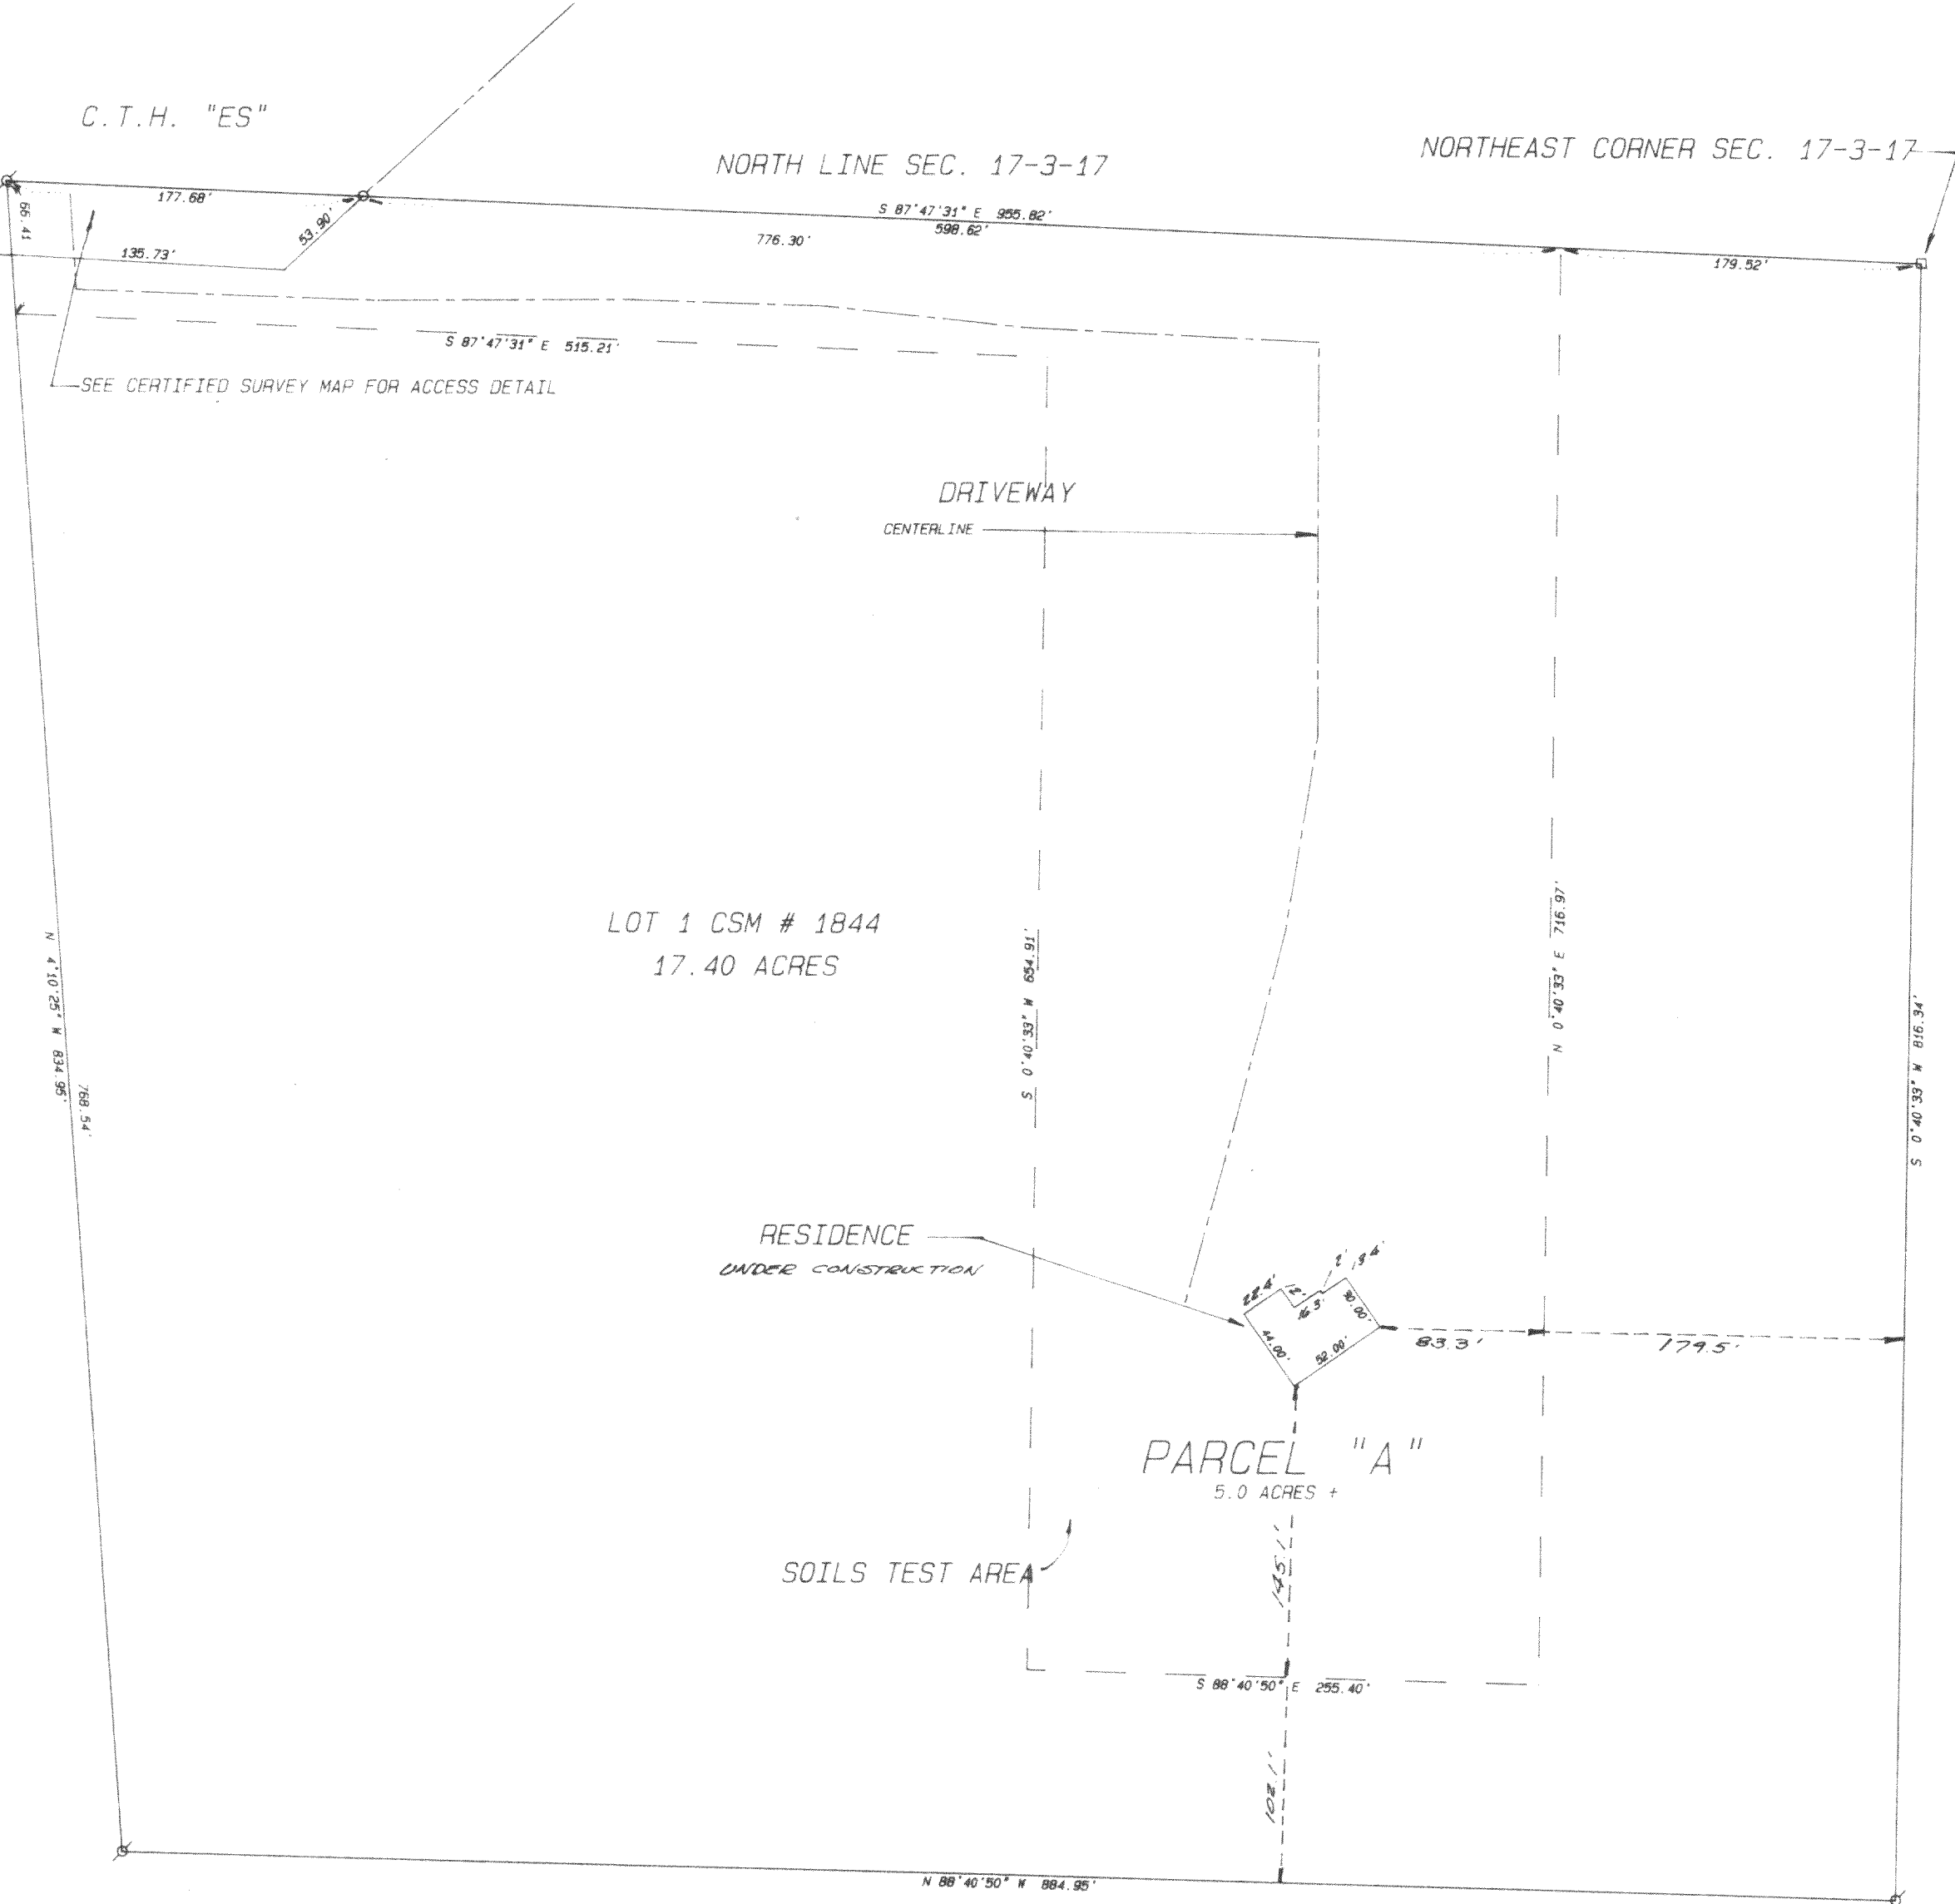 C.T.H. "ES"
NORTH LINE SEC. 17-3-17
NORTHEAST CORNER SEC. 17-3-17
177.68'
S 87°47'31" E 955.82'
598.62'
776.30'
179.52'
66.41
53.90'
135.73'
S 87°47'31" E 515.21'
SEE CERTIFIED SURVEY MAP FOR ACCESS DETAIL
DRIVEWAY
CENTERLINE
LOT 1 CSM # 1844
17.40 ACRES
S 0°40'33" W 654.91'
N 0°40'33" E 716.97'
S 0°40'33" W 816.94'
N 4°10'25" W 834.95'
768.54'
RESIDENCE
UNDER CONSTRUCTION
22.4'
16.3'
30.00'
44.00'
52.00'
83.3'
179.5'
PARCEL "A"
5.0 ACRES +
SOILS TEST AREA
145.1'
S 88°40'50" E 255.40'
102.1'
N 88°40'50" W 884.95'